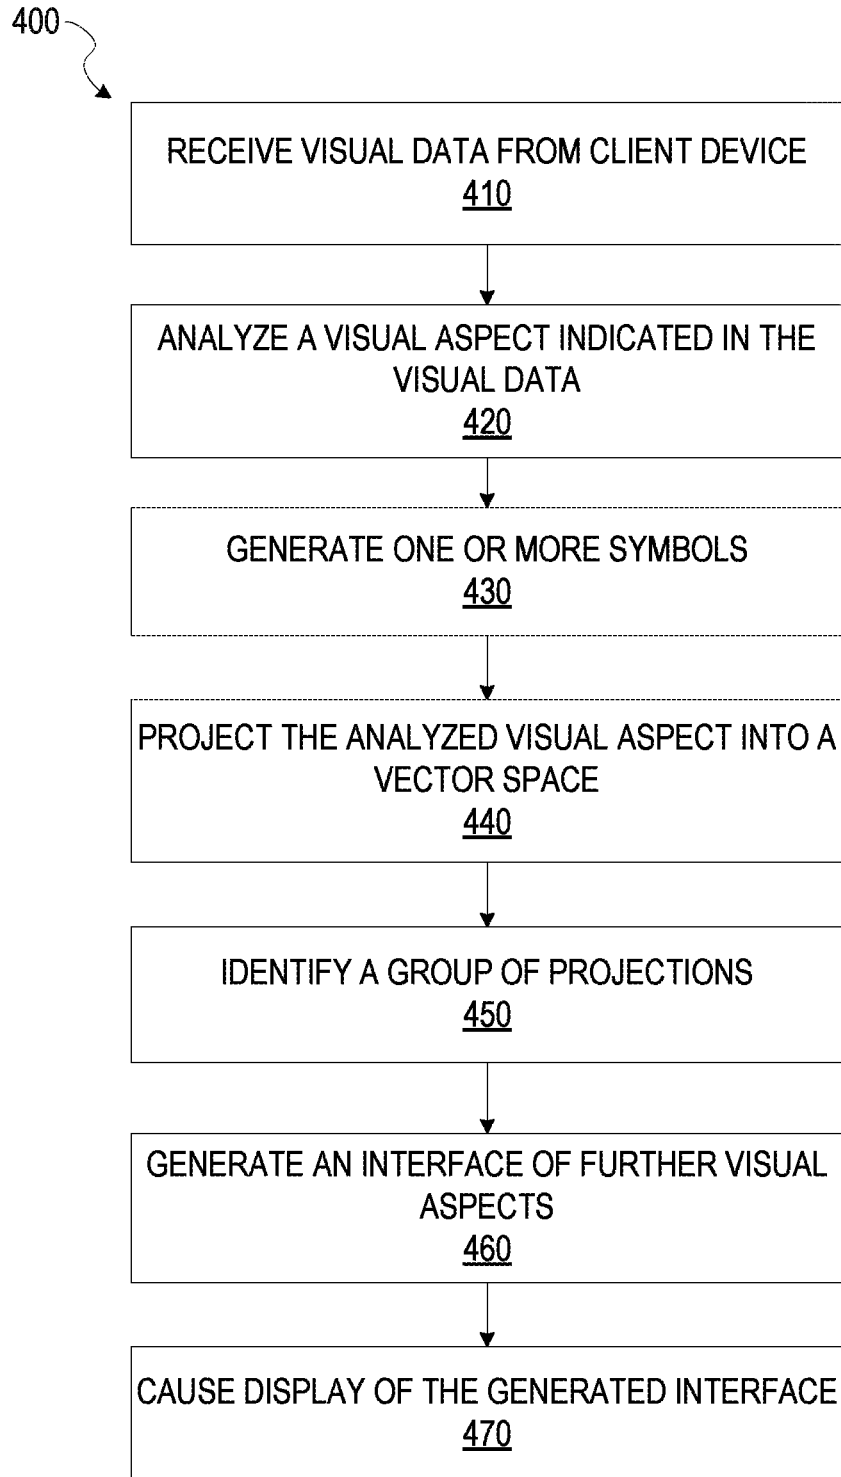 400
RECEIVE VISUAL DATA FROM CLIENT DEVICE
410
ANALYZE A VISUAL ASPECT INDICATED IN THE
VISUAL DATA
420
GENERATE ONE OR MORE SYMBOLS
430
PROJECT THE ANALYZED VISUAL ASPECT INTO A
VECTOR SPACE
440
IDENTIFY A GROUP OF PROJECTIONS
450
GENERATE AN INTERFACE OF FURTHER VISUAL
ASPECTS
460
CAUSE DISPLAY OF THE GENERATED INTERFACE
470